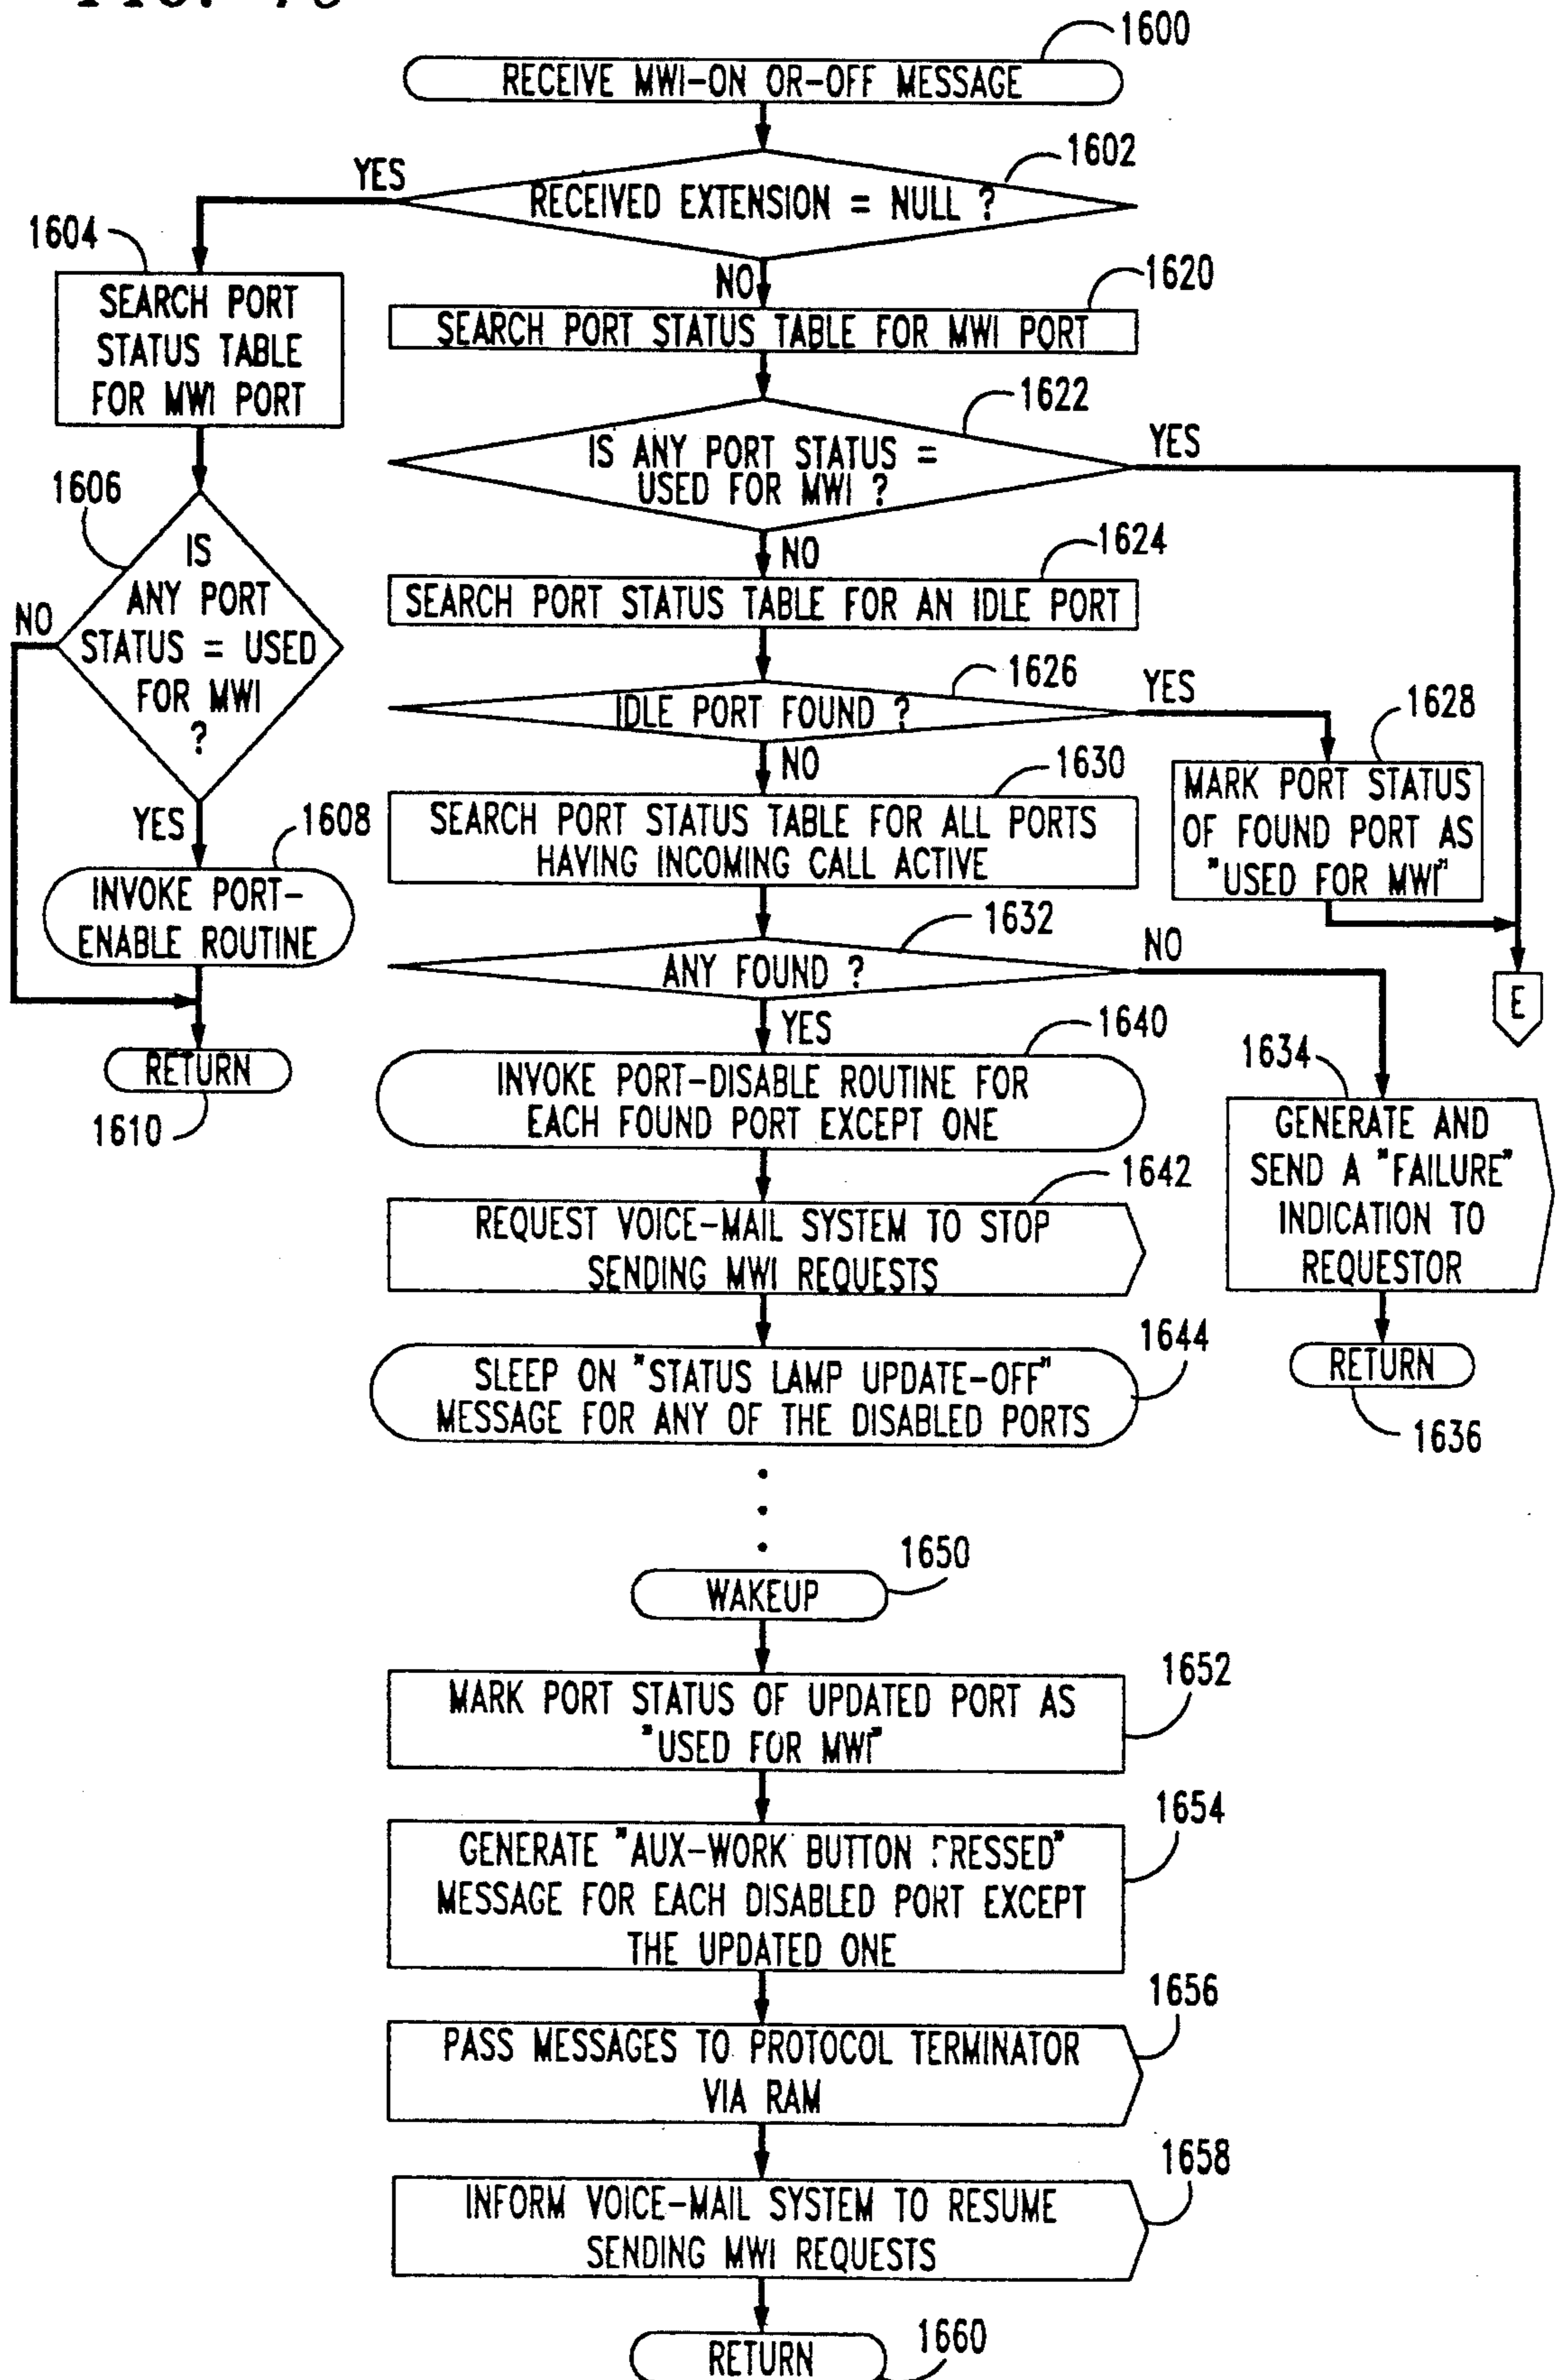 1600
RECEIVE MWI-ON OR-OFF MESSAGE
1602
YES
RECEIVED EXTENSION = NULL ?
1604
NO
1620
SEARCH PORT
STATUS TABLE
FOR MWI PORT
SEARCH PORT STATUS TABLE FOR MWI PORT
1622
IS ANY PORT STATUS =
USED FOR MWI ?
YES
1606
IS
ANY PORT
STATUS = USED
FOR MWI
?
NO
NO
1624
SEARCH PORT STATUS TABLE FOR AN IDLE PORT
1626
IDLE PORT FOUND ?
YES
1628
MARK PORT STATUS
OF FOUND PORT AS
"USED FOR MWI"
NO
1630
SEARCH PORT STATUS TABLE FOR ALL PORTS
HAVING INCOMING CALL ACTIVE
YES
1608
INVOKE PORT-
ENABLE ROUTINE
1632
ANY FOUND ?
NO
E
RETURN
1610
YES
1640
INVOKE PORT-DISABLE ROUTINE FOR
EACH FOUND PORT EXCEPT ONE
1634
GENERATE AND
SEND A "FAILURE"
INDICATION TO
REQUESTOR
1642
REQUEST VOICE-MAIL SYSTEM TO STOP
SENDING MWI REQUESTS
1644
SLEEP ON "STATUS LAMP UPDATE-OFF"
MESSAGE FOR ANY OF THE DISABLED PORTS
RETURN
1636
1650
WAKEUP
1652
MARK PORT STATUS OF UPDATED PORT AS
"USED FOR MWI"
1654
GENERATE "AUX-WORK BUTTON PRESSED"
MESSAGE FOR EACH DISABLED PORT EXCEPT
THE UPDATED ONE
1656
PASS MESSAGES TO PROTOCOL TERMINATOR
VIA RAM
1658
INFORM VOICE-MAIL SYSTEM TO RESUME
SENDING MWI REQUESTS
RETURN
1660